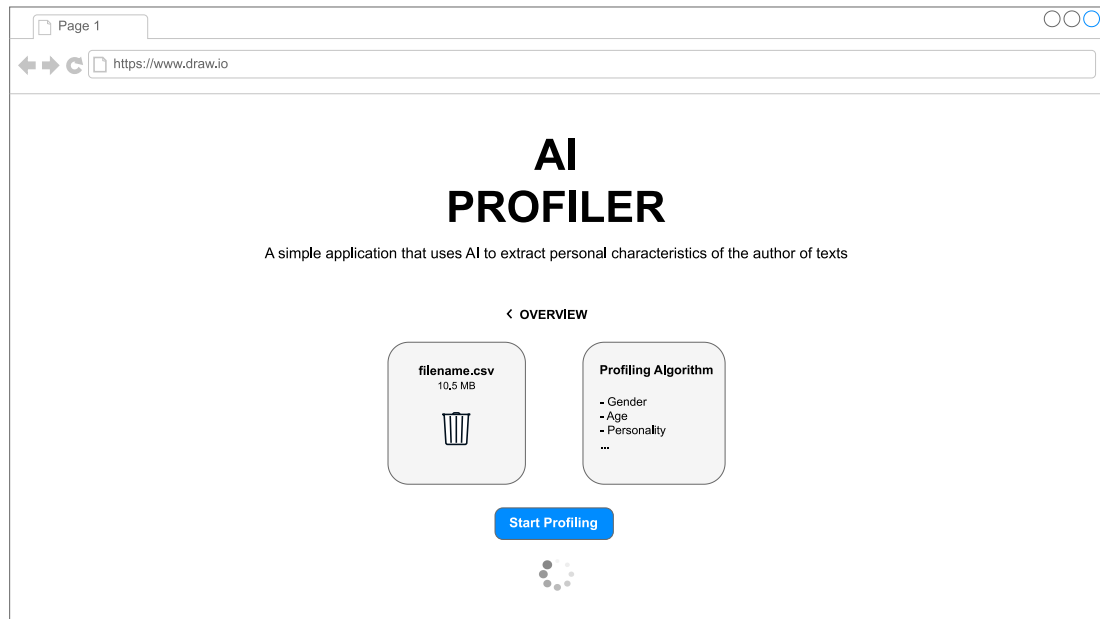 Page 1
https://www.draw.io
AI
PROFILER
A simple application that uses AI to extract personal characteristics of the author of texts
< OVERVIEW
filename.csv
10.5 MB
Profiling Algorithm
- Gender
- Age
- Personality
...
Start Profiling